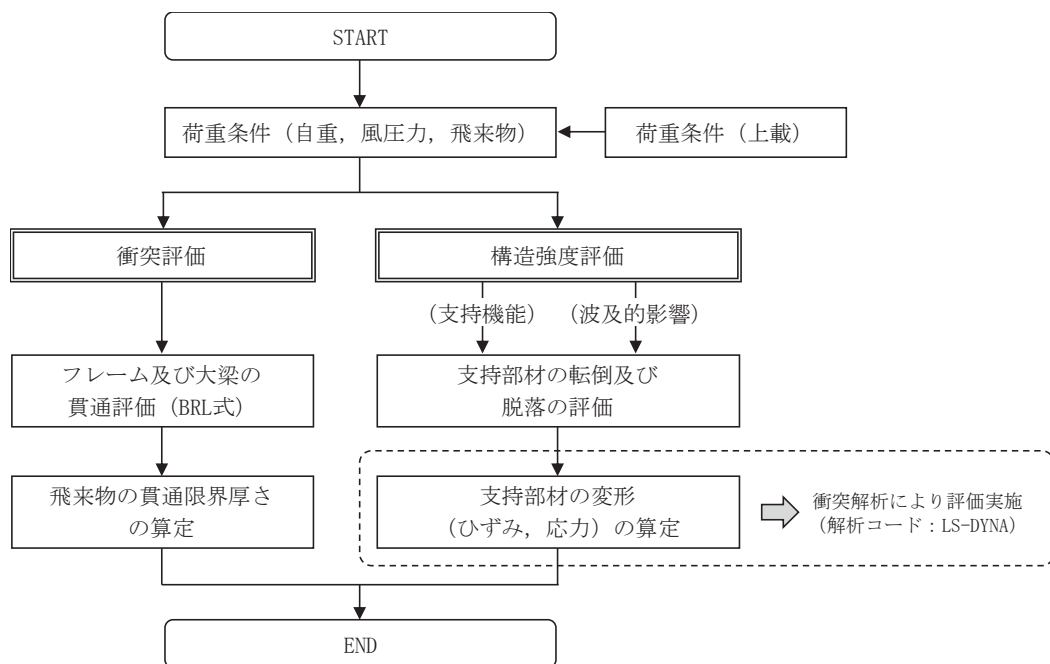 START
荷重条件（自重，風圧力，飛来物）
荷重条件（上載）
衝突評価
構造強度評価
（支持機能）
（波及的影響）
フレーム及び大梁の
貫通評価（BRL式）
支持部材の転倒及び
脱落の評価
飛来物の貫通限界厚さ
の算定
支持部材の変形
（ひずみ，応力）の算定
衝突解析により評価実施
（解析コード：LS-DYNA）
END